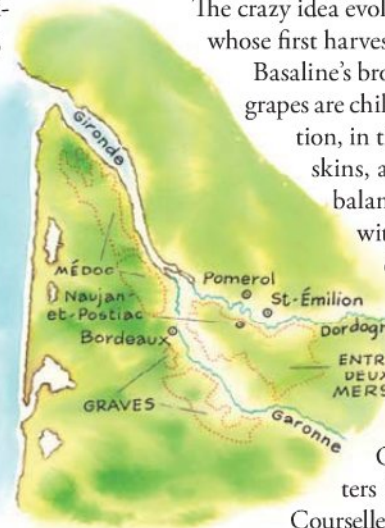 The crazy idea evol
whose first harves
Basaline's bro
grapes are chil
tion, in t
skins, a
balan
wit
Gironde
MÉDOC
Naujan-
et-Postiac
Bordeaux
GRAVES
Pomerol
St-Émilion
Dordogn
ENTR
DEUX
MERS
Garonne
ters
Courselle